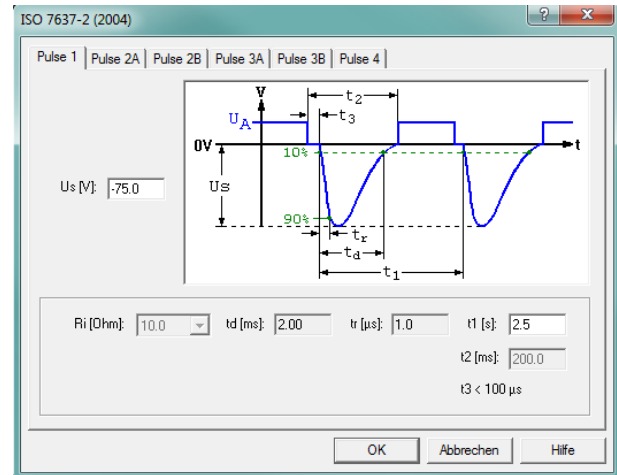 ISO 7637-2 (2004)
Pulse 1 Pulse 2A Pulse 2B Pulse 3A Pulse 3B Pulse 4
V
t2
UA
t3
0V
t
10%
Us [V]: -75.0
Us
90%
tr
td
t1
Ri [Ohm]: 10.0 td [ms]: 2.00 tr [µs]: 1.0 t1 [s]: 2.5
t2 [ms]: 200.0
t3 < 100 µs
OK Abbrechen Hilfe